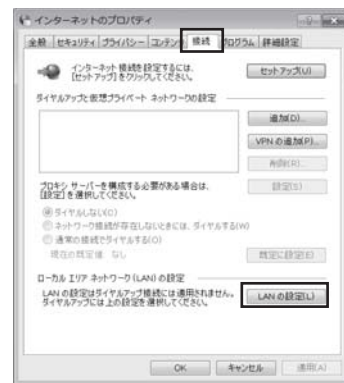 インターネットのプロパティ
全般 セキュリティ プライバシー コンテンツ 接続 プログラム 詳細設定
インターネット接続を設定するには、
[セットアップ] をクリックしてください。
セットアップ(U)
ダイヤルアップと仮想プライベート ネットワークの設定
追加(D)...
VPN の追加(P)...
削除(R)...
プロキシ サーバーを構成する必要がある場合は、
[設定] を選択してください。
設定(S)
ダイヤルしない(C)
ネットワーク接続が存在しないときには、ダイヤルする(W)
通常の接続でダイヤルする(O)
現在の既定値 なし
既定に設定(E)
ローカル エリア ネットワーク (LAN) の設定
LAN の設定はダイヤルアップ接続には適用されません。
ダイヤルアップには上の設定を選択してください。
LAN の設定(L)
OK キャンセル 適用(A)